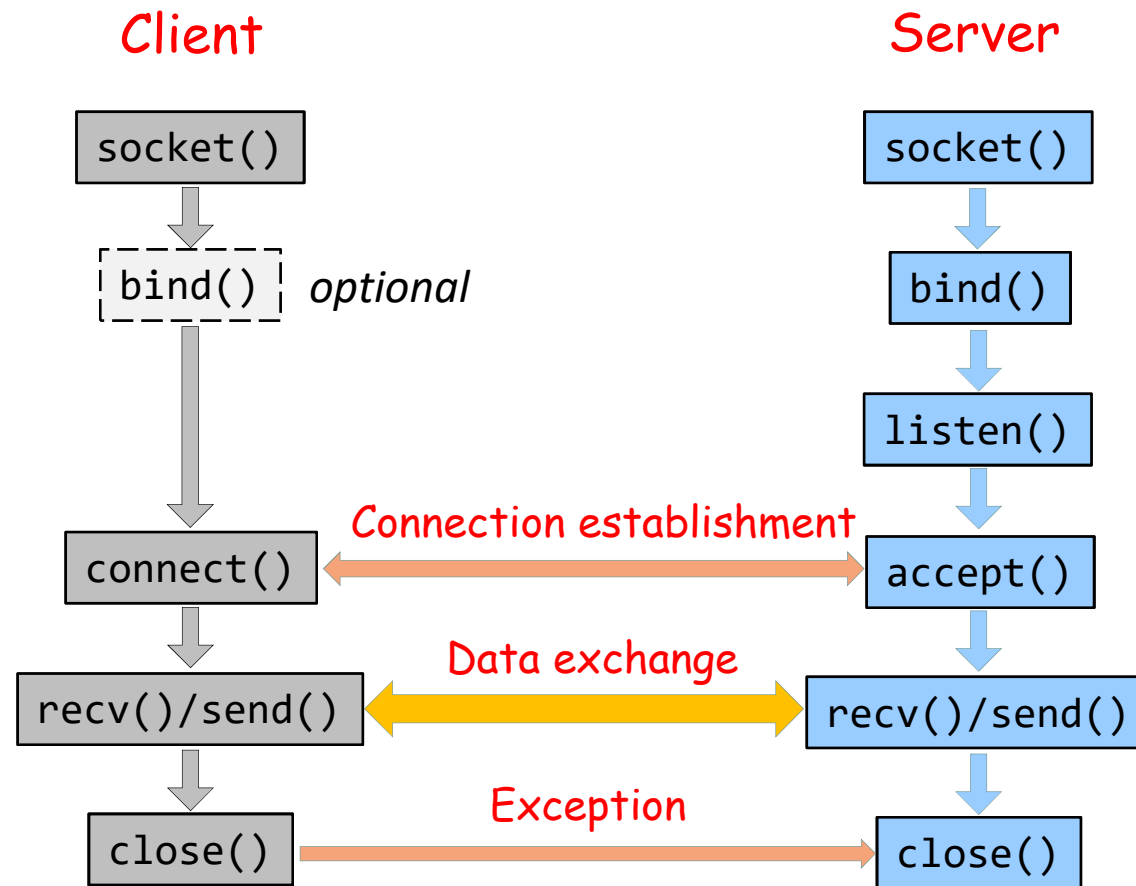 Client
Server
socket()
socket()
bind()
optional
bind()
listen()
Connection establishment
connect()
accept()
Data exchange
recv()/send()
recv()/send()
Exception
close()
close()